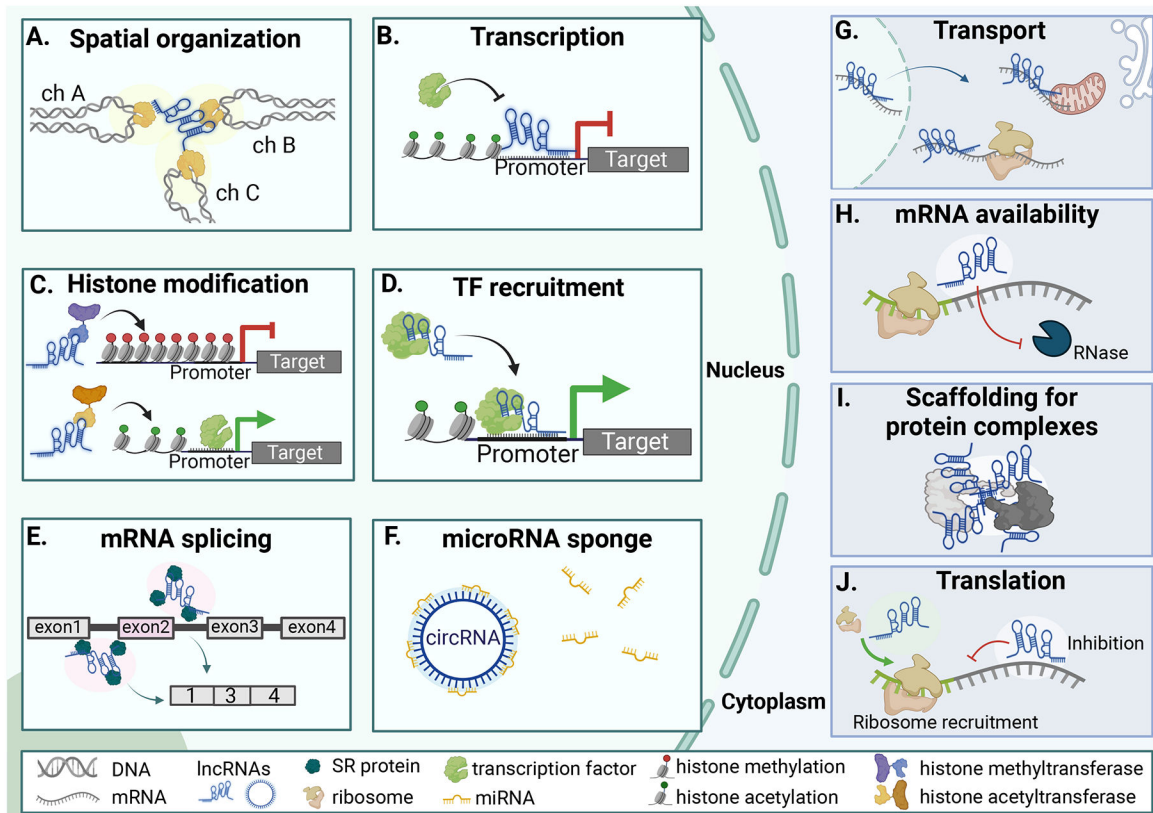 A. Spatial organization
ch A
ch B
ch C
B. Transcription
Promoter
Target
C. Histone modification
Promoter
Target
Promoter
Target
D. TF recruitment
Promoter
Target
E. mRNA splicing
exon1 exon2 exon3 exon4
1 3 4
F. microRNA sponge
circRNA
Nucleus
Cytoplasm
G. Transport
H. mRNA availability
RNase
I. Scaffolding for
protein complexes
J. Translation
Inhibition
Ribosome recruitment
DNA lncRNAs SR protein transcription factor histone methylation histone methyltransferase
mRNA ribosome miRNA histone acetylation histone acetyltransferase